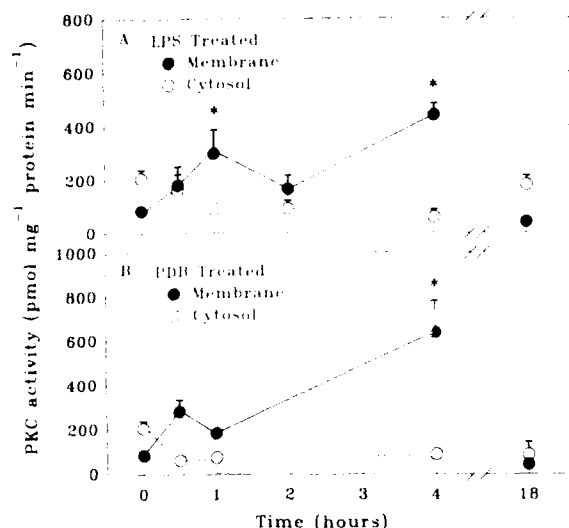 PKC activity (pmol mg⁻¹ protein min⁻¹)
800
A LPS Treated
Membrane
Cytosol
600
400
200
0
*
*
1000
B PDB Treated
Membrane
Cytosol
800
600
400
200
0
*
0 1 2 3 4 18
Time (hours)